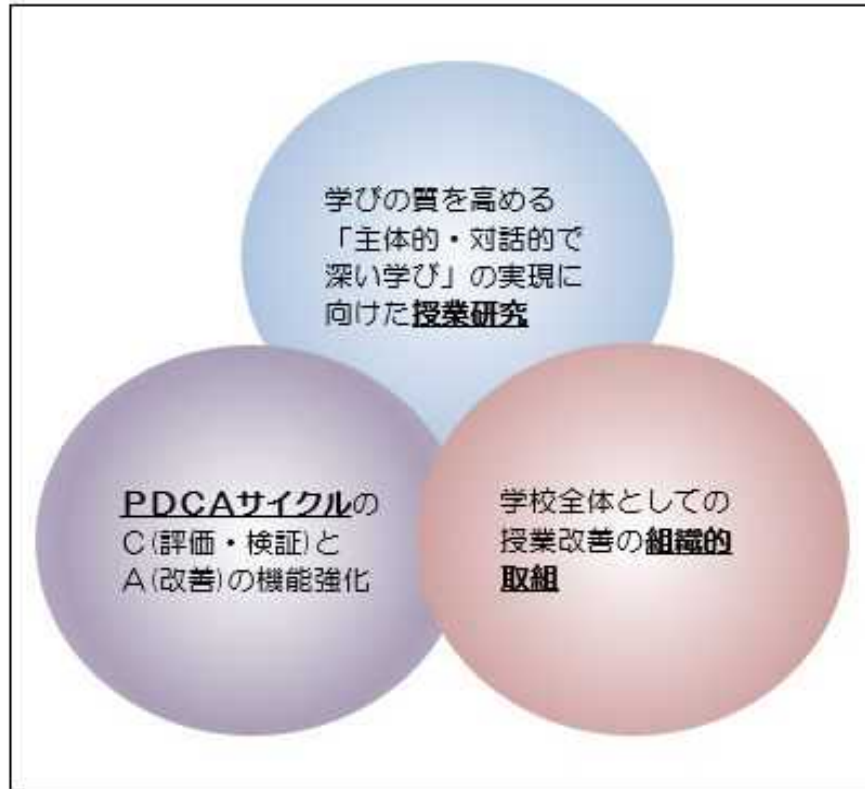 学びの質を高める
「主体的・対話的で
深い学び」の実現に
向けた授業研究
PDCAサイクルの
C(評価・検証)と
A(改善)の機能強化
学校全体としての
授業改善の組織的
取組